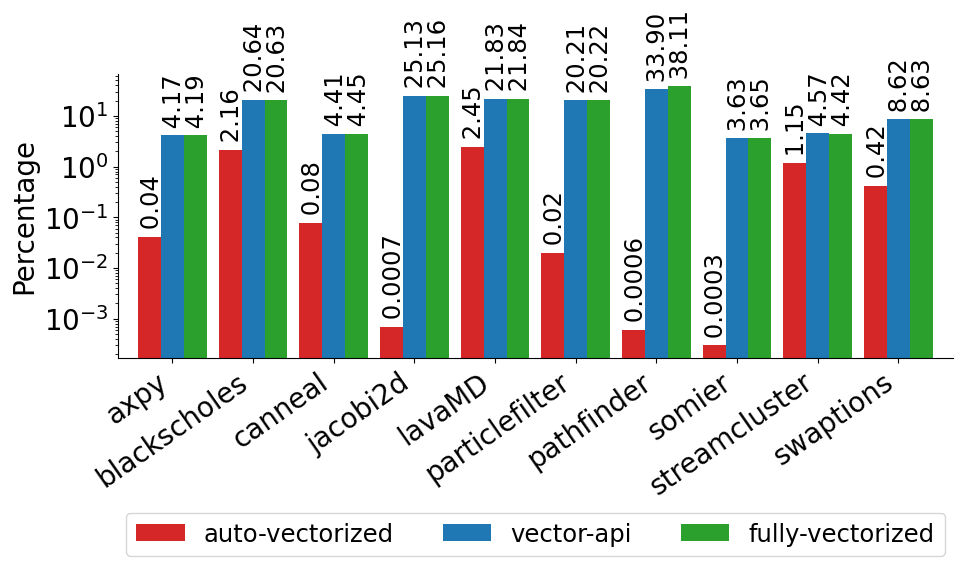 Percentage
10¹
10⁰
10⁻¹
10⁻²
10⁻³
0.04
4.17
4.19
2.16
20.64
20.63
0.08
4.41
4.45
0.0007
25.13
25.16
2.45
21.83
21.84
0.02
20.21
20.22
0.0006
33.90
38.11
0.0003
3.63
3.65
1.15
4.57
4.42
0.42
8.62
8.63
axpy
blackscholes
canneal
jacobi2d
lavaMD
particlefilter
pathfinder
somier
streamcluster
swaptions
auto-vectorized
vector-api
fully-vectorized